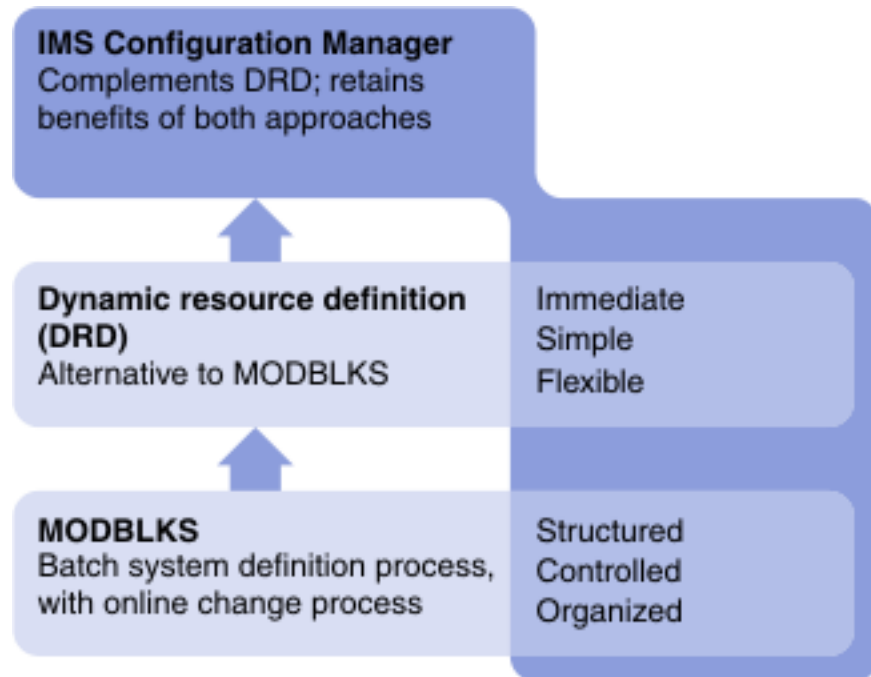 IMS Configuration Manager
Complements DRD; retains
benefits of both approaches
Dynamic resource definition
(DRD)
Alternative to MODBLKS
Immediate
Simple
Flexible
MODBLKS
Batch system definition process,
with online change process
Structured
Controlled
Organized